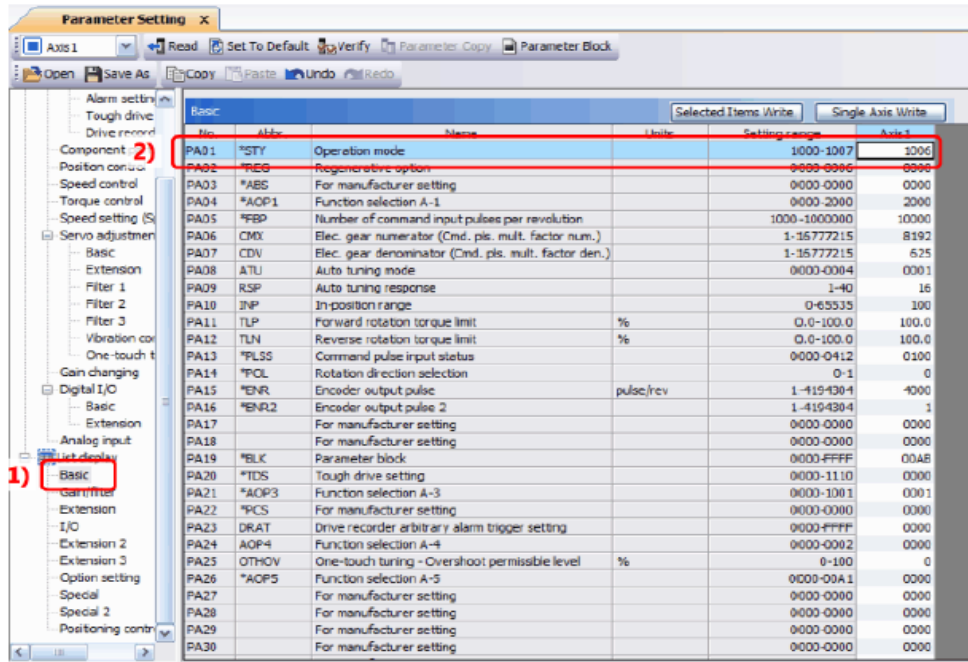 Parameter Setting X
Axis1 Read Set To Default Verify Parameter Copy Parameter Block
Open Save As Copy Paste Undo Redo
Alarm settin
Tough drive
Drive record
Component
Position contro
Speed control
Torque control
Speed setting (S
Servo adjustmen
Basic
Extension
Filter 1
Filter 2
Filter 3
Vibration con
One-touch t
Gain changing
Digital I/O
Basic
Extension
Analog input
List display
Basic
Gain/filter
Extension
I/O
Extension 2
Extension 3
Option setting
Special
Special 2
Positioning contr
1)
2)
Basic Selected Items Write Single Axis Write
No. Abbr. Name Units Setting range Axis1
PA01 *STY Operation mode 1000-1007 1006
PA02 *REG Regenerative option 0000-00D6 0000
PA03 *ABS For manufacturer setting 0000-0000 0000
PA04 *AOP1 Function selection A-1 0000-2000 2000
PA05 *FBP Number of command input pulses per revolution 1000-1000000 10000
PA06 CMX Elec. gear numerator (Cmd. pls. mult. factor num.) 1-16777215 8192
PA07 CDV Elec. gear denominator (Cmd. pls. mult. factor den.) 1-16777215 625
PA08 ATU Auto tuning mode 0000-0004 0001
PA09 RSP Auto tuning response 1-40 16
PA10 INP In-position range 0-65535 100
PA11 TLP Forward rotation torque limit % 0.0-100.0 100.0
PA12 TLN Reverse rotation torque limit % 0.0-100.0 100.0
PA13 *PLSS Command pulse input status 0000-0412 0100
PA14 *POL Rotation direction selection 0-1 0
PA15 *ENR Encoder output pulse pulse/rev 1-4194304 4000
PA16 *ENR2 Encoder output pulse 2 1-4194304 1
PA17 For manufacturer setting 0000-0000 0000
PA18 For manufacturer setting 0000-0000 0000
PA19 *BLK Parameter block 0000-FFFF 00AB
PA20 *TDS Tough drive setting 0000-1110 0000
PA21 *AOP3 Function selection A-3 0000-1001 0001
PA22 *PCS For manufacturer setting 0000-0000 0000
PA23 DRAT Drive recorder arbitrary alarm trigger setting 0000-FFFF 0000
PA24 AOP4 Function selection A-4 0000-0002 0000
PA25 OTHOV One-touch tuning - Overshoot permissible level % 0-100 0
PA26 *AOP5 Function selection A-5 0000-00A1 0000
PA27 For manufacturer setting 0000-0000 0000
PA28 For manufacturer setting 0000-0000 0000
PA29 For manufacturer setting 0000-0000 0000
PA30 For manufacturer setting 0000-0000 0000